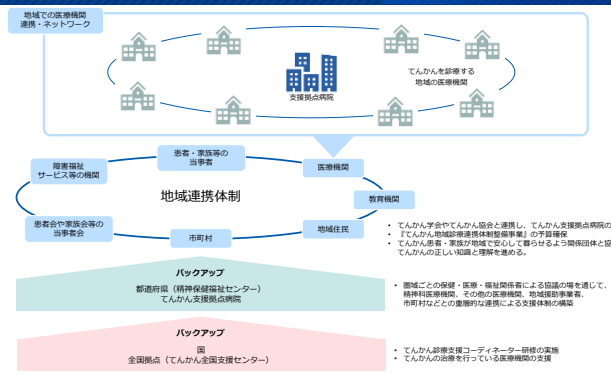 地域での医療機関
連携・ネットワーク
てんかんを診療する
地域の医療機関
支援拠点病院
患者・家族等の
当事者
障害福祉
サービス等の機関
医療機関
地域連携体制
教育機関
患者会や家族会等の
当事者会
地域住民
市町村
• てんかん学会やてんかん協会と連携し、てんかん支援拠点病院の
• 『てんかん地域診療連携体制整備事業』の予算確保
• てんかん患者・家族が地域で安心して暮らせるよう関係団体と協
てんかんの正しい知識と理解を進める。
バックアップ
都道府県（精神保健福祉センター）
てんかん支援拠点病院
• 圏域ごとの保健・医療・福祉関係者による協議の場を通じて、
精神科医療機関、その他の医療機関、地域援助事業者、
市町村などとの重層的な連携による支援体制の構築
バックアップ
国
全国拠点（てんかん全国支援センター）
• てんかん診療支援コーディネーター研修の実施
• てんかんの治療を行っている医療機関の支援